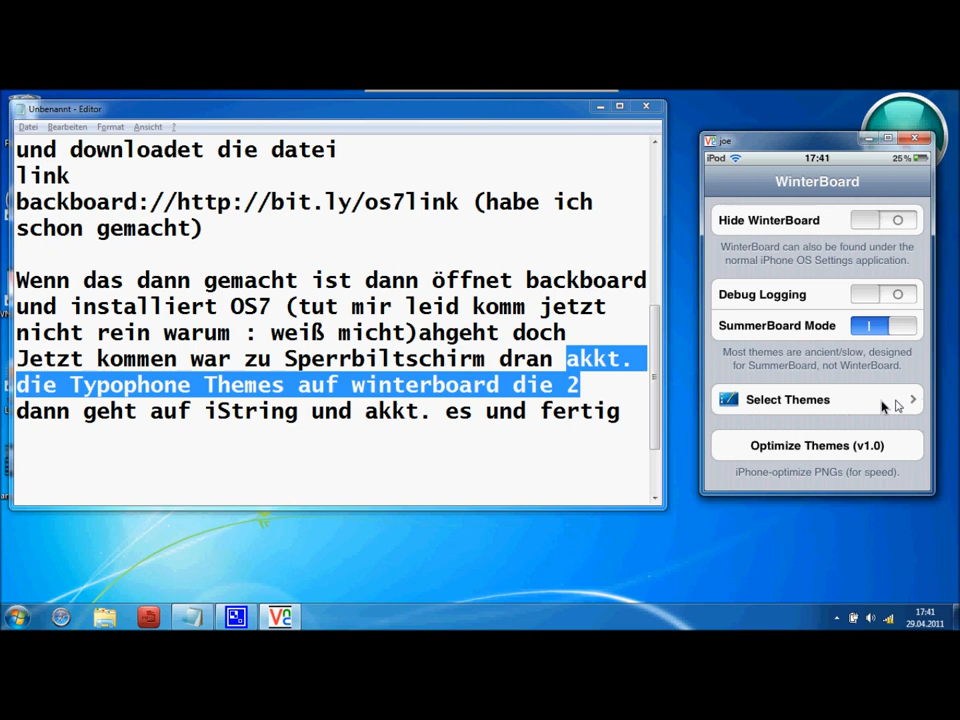 Unbenannt - Editor
Datei Bearbeiten Format Ansicht ?
und downloadet die datei
link
backboard://http://bit.ly/os7link (habe ich
schon gemacht)
Wenn das dann gemacht ist dann öffnet backboard
und installiert OS7 (tut mir leid komm jetzt
nicht rein warum : weiß micht)ahgeht doch
Jetzt kommen war zu Sperrbiltschirm dran akkt.
die Typophone Themes auf winterboard die 2
dann geht auf iString und akkt. es und fertig
joe
iPod 17:41 25%
WinterBoard
Hide WinterBoard
WinterBoard can also be found under the
normal iPhone OS Settings application.
Debug Logging
SummerBoard Mode
Most themes are ancient/slow, designed
for SummerBoard, not WinterBoard.
Select Themes
Optimize Themes (v1.0)
iPhone-optimize PNGs (for speed).
17:41
29.04.2011